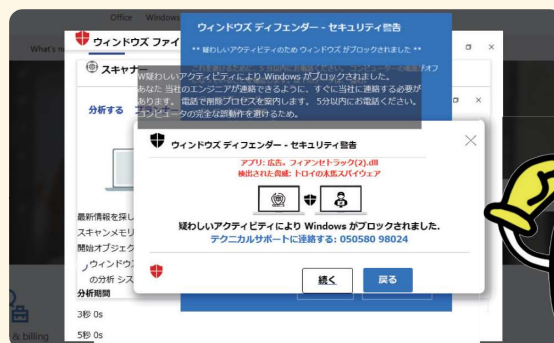 Office
Windows
What's n
ウィンドウズ ディフェンダー - セキュリティ警告
** 疑わしいアクティビティのため ウィンドウズ がブロックされました **
ウィンドウズ ファイ
スキャナー
W疑わしいアクティビティにより Windows がブロックされました。
あなた 当社のエンジニアが連絡できるように、すぐに当社に連絡する必要が
あります。 電話で削除プロセスを案内します。 5分以内にお電話ください。
コンピュータの完全な誤動作を避けるため。
分析する
ウィンドウズ ディフェンダー - セキュリティ警告
アプリ: 広告。フィアンセトラック(2).dll
検出された脅威: トロイの木馬スパイウェア
疑わしいアクティビティにより Windows がブロックされました.
テクニカルサポートに連絡する: 050580 98024
続く
戻る
最新情報を探し
スキャンメモリ
開始オブジェク
ウィンドウ
の分析 シス
分析期間
3秒 0s
5秒 0s
& billing